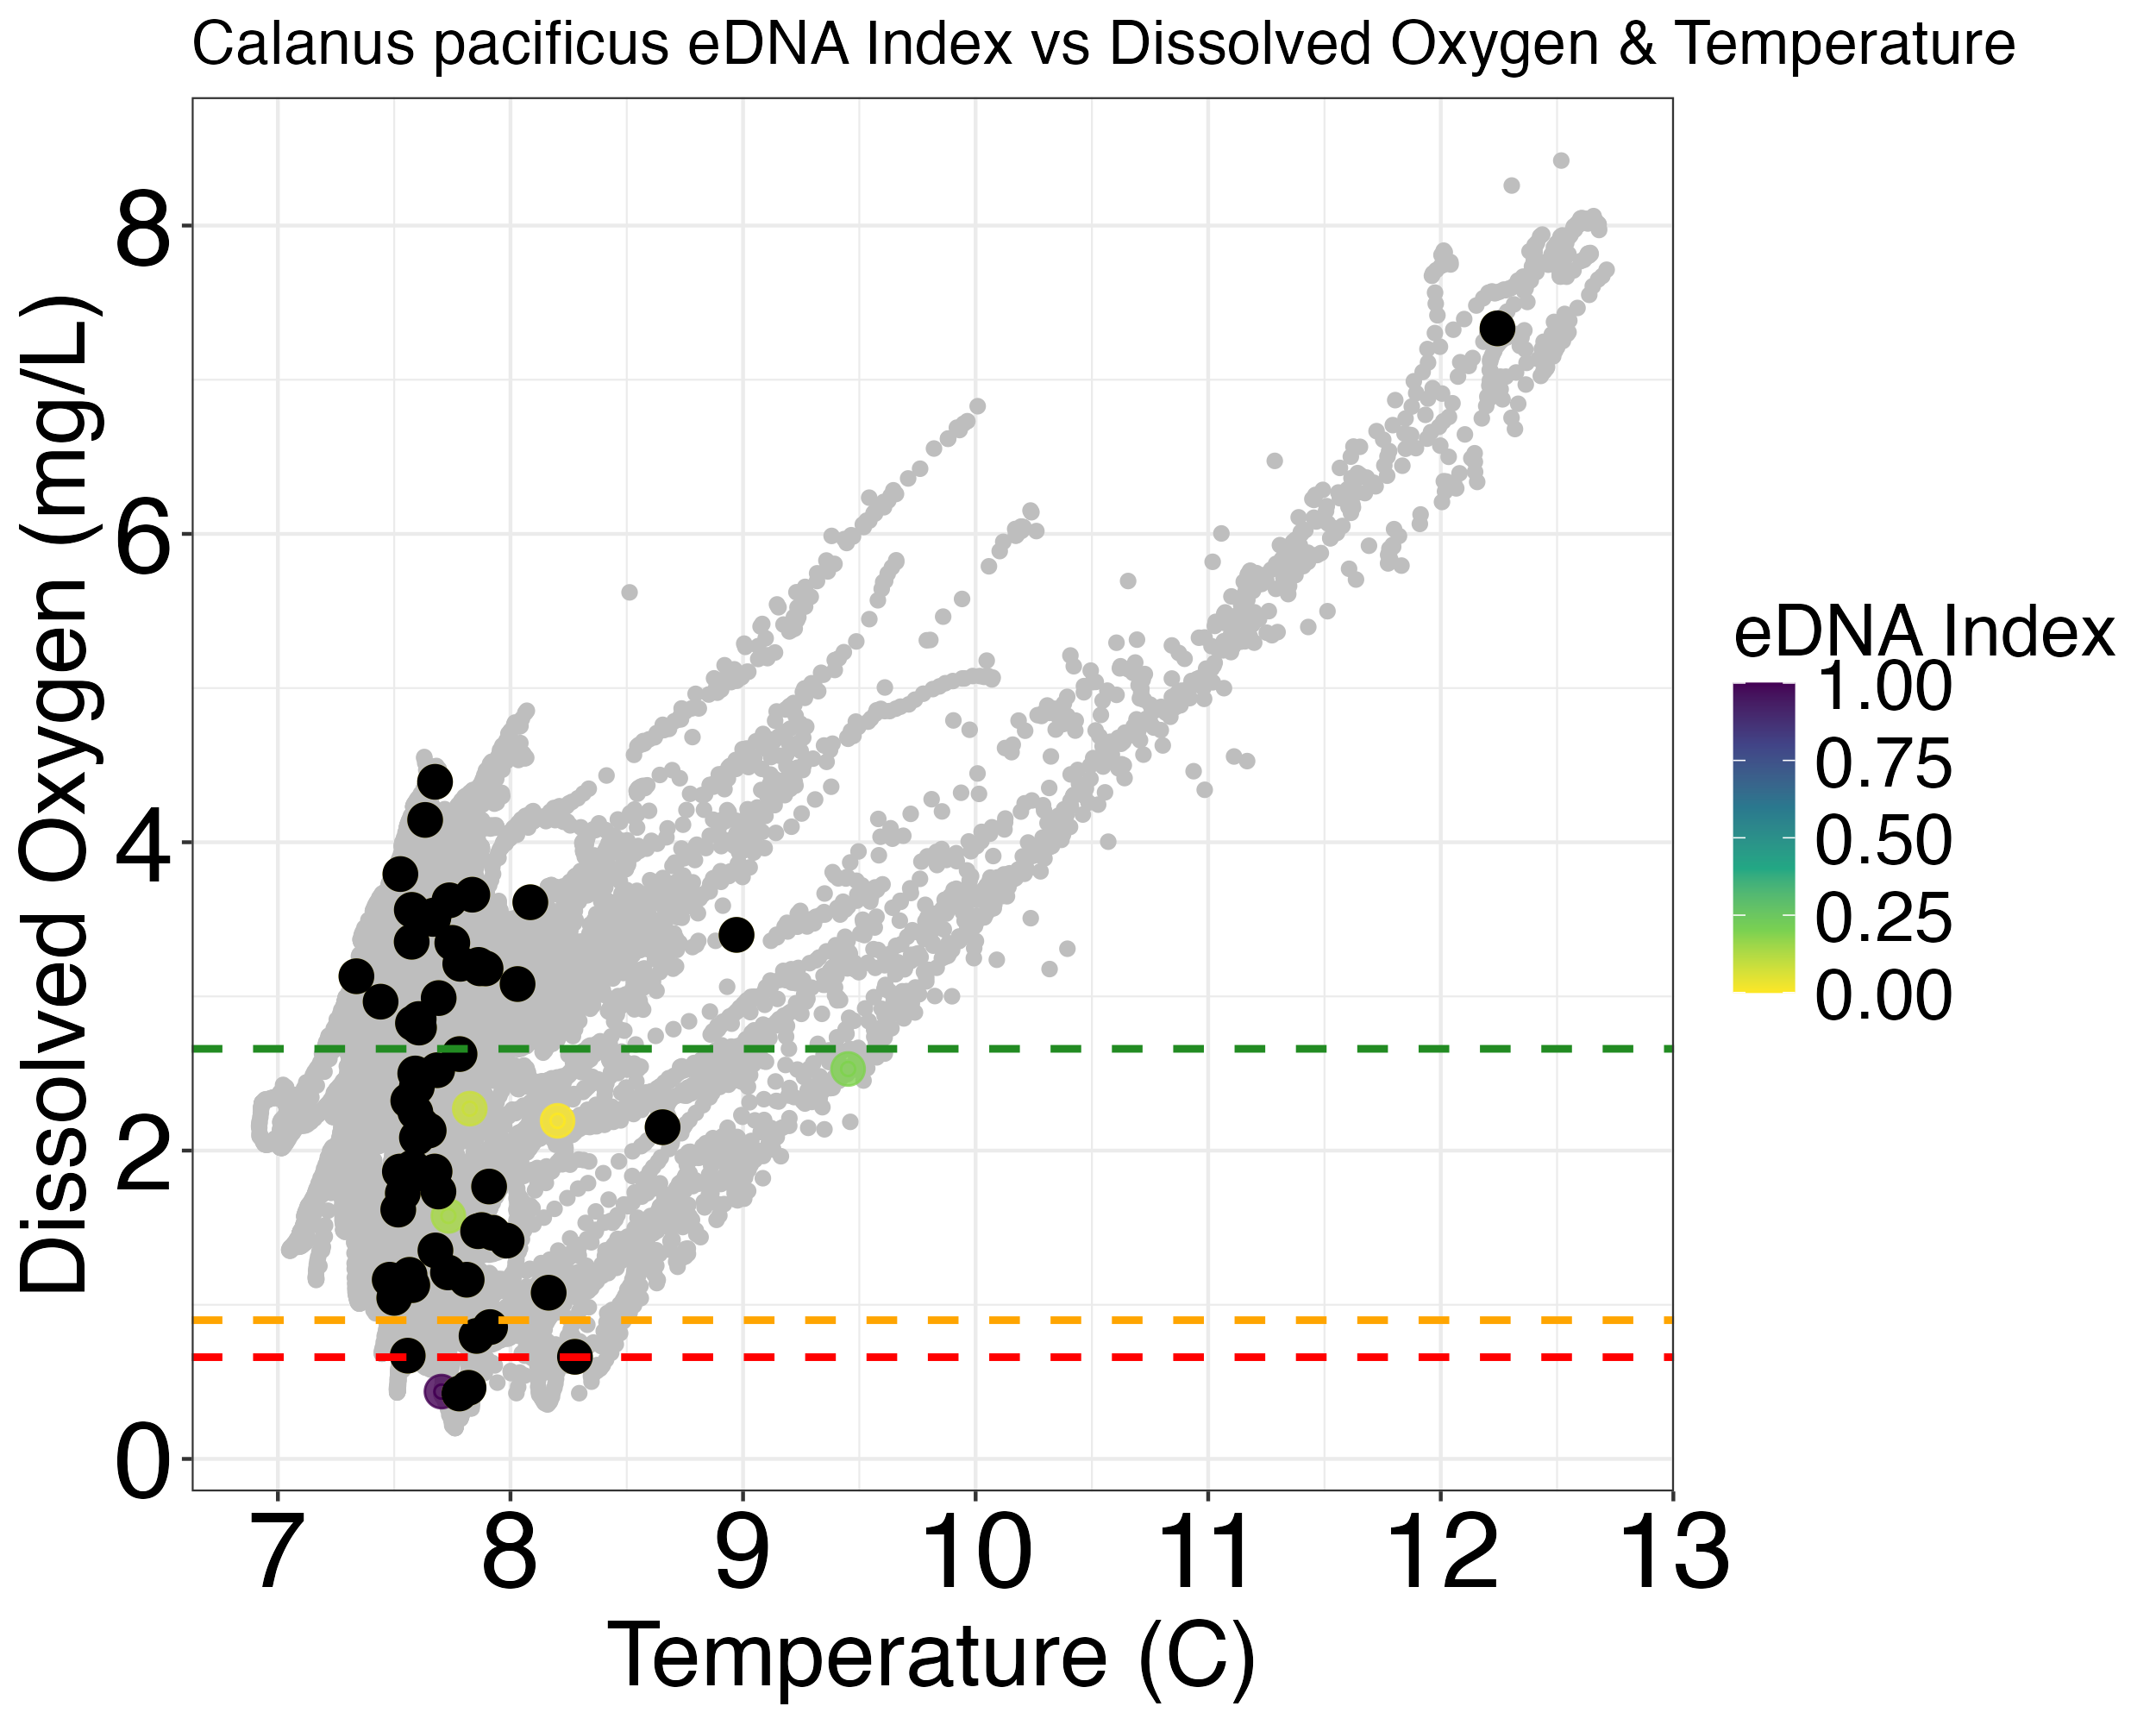 Calanus pacificus eDNA Index vs Dissolved Oxygen & Temperature
Dissolved Oxygen (mg/L)
8
6
4
2
0
7 8 9 10 11 12 13
Temperature (C)
eDNA Index
1.00
0.75
0.50
0.25
0.00